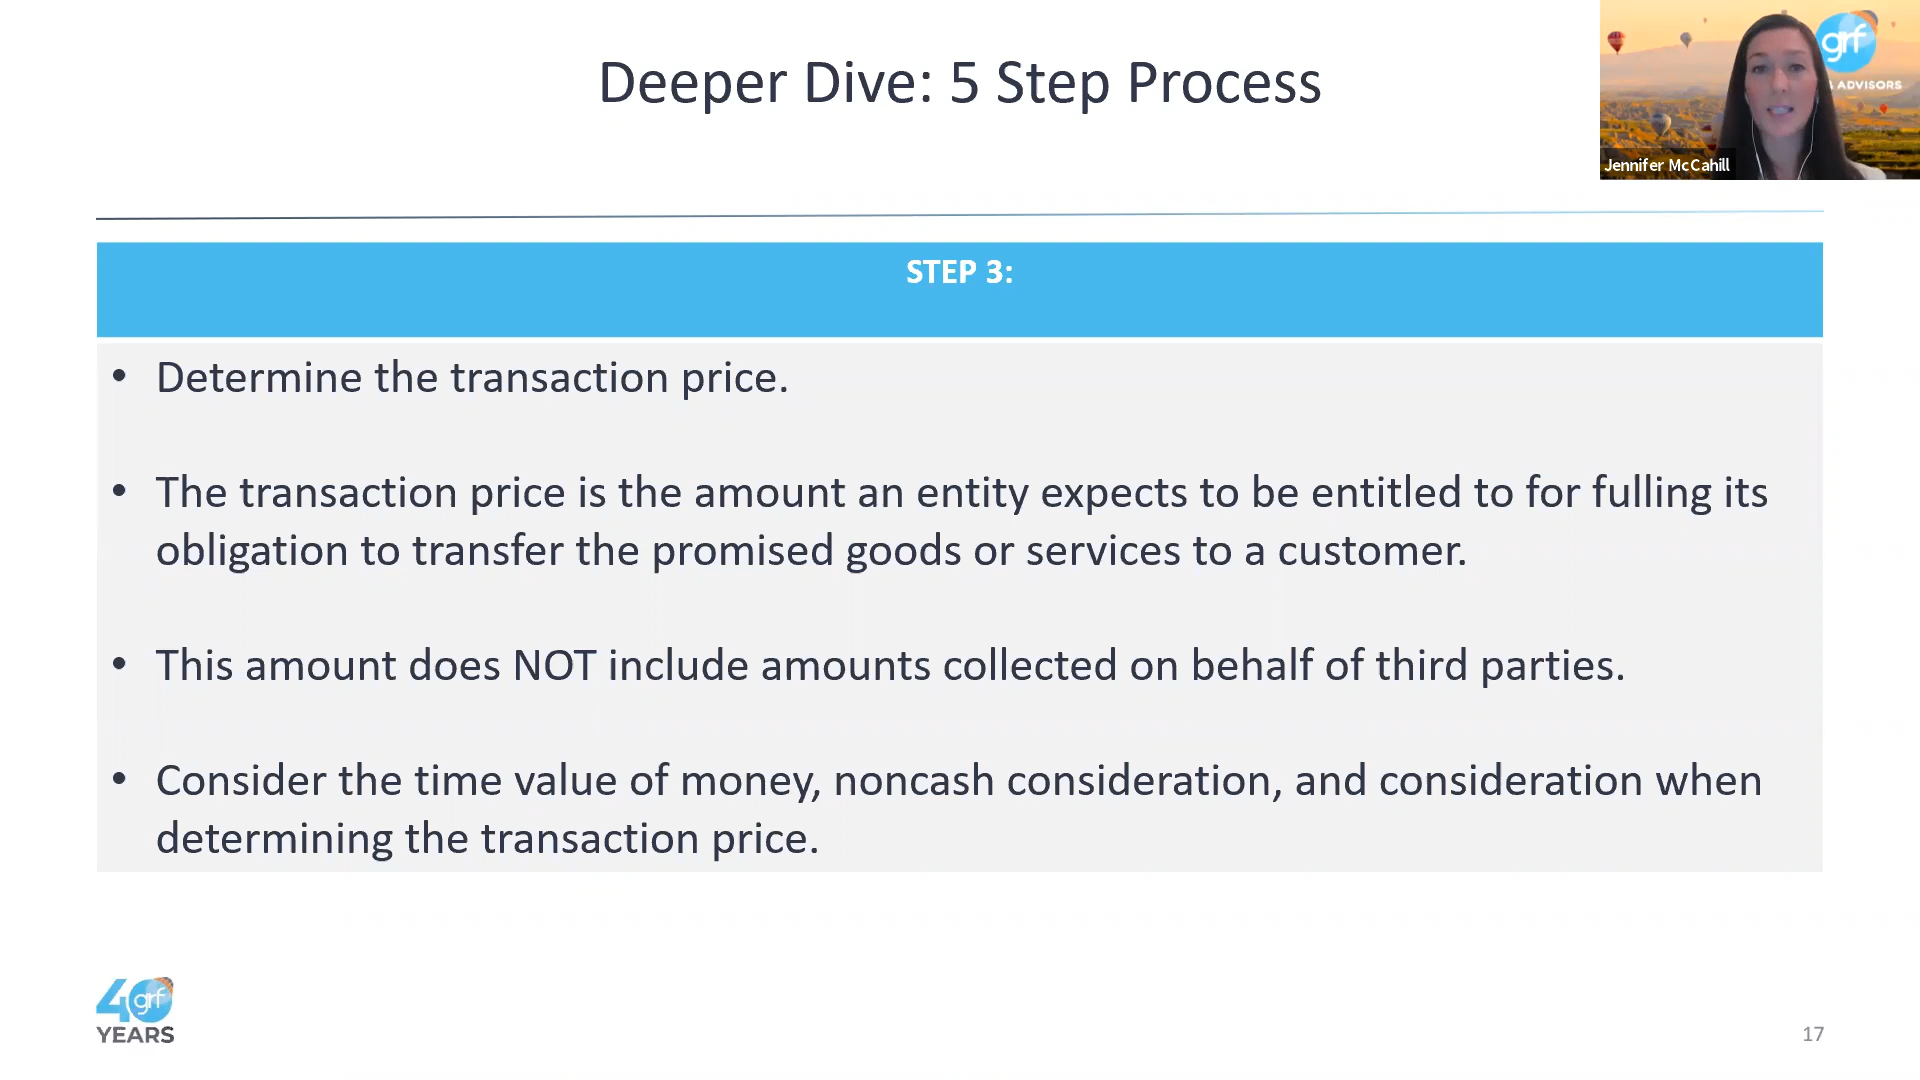 Deeper Dive: 5 Step Process
grf
ADVISORS
Jennifer McCahill
STEP 3:
• Determine the transaction price.
• The transaction price is the amount an entity expects to be entitled to for fulling its
obligation to transfer the promised goods or services to a customer.
• This amount does NOT include amounts collected on behalf of third parties.
• Consider the time value of money, noncash consideration, and consideration when
determining the transaction price.
40 grf
YEARS
17